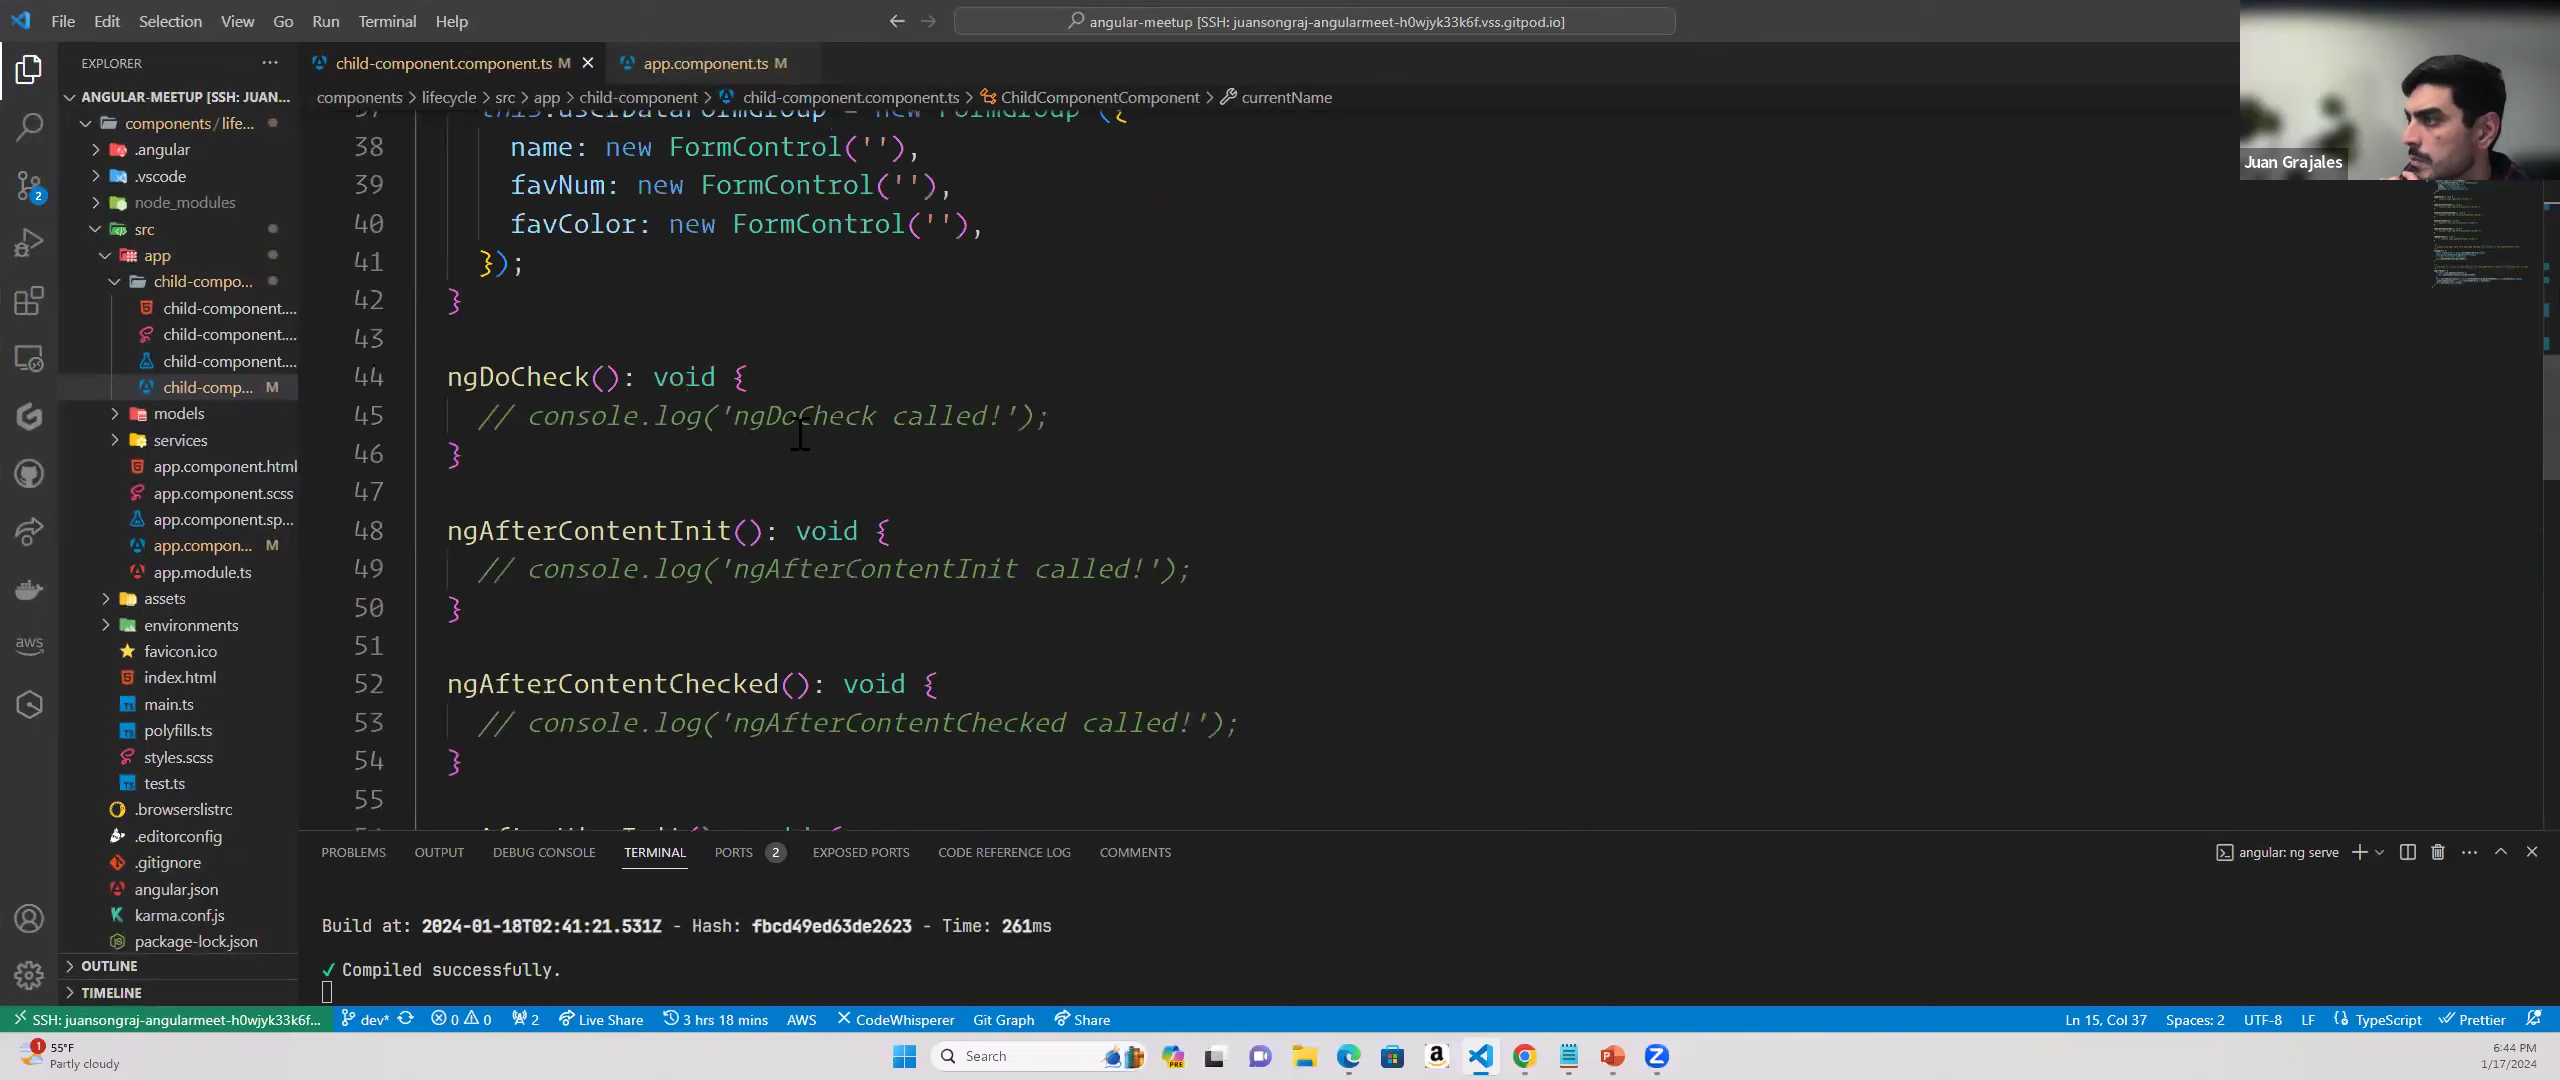 File Edit Selection View Go Run Terminal Help
angular-meetup [SSH: juansongraj-angularmeet-h0wjyk33k6f.vss.gitpod.io]
EXPLORER
child-component.component.ts M
app.component.ts M
components > lifecycle > src > app > child-component > child-component.component.ts > ChildComponentComponent > currentName
ANGULAR-MEETUP [SSH: JUAN...
components/life...
.angular
.vscode
node_modules
src
app
child-compo...
child-component....
child-component....
child-component....
child-comp... M
models
services
app.component.html
app.component.scss
app.component.sp...
app.compon... M
app.module.ts
assets
environments
favicon.ico
index.html
main.ts
polyfills.ts
styles.scss
test.ts
.browserslistrc
.editorconfig
.gitignore
angular.json
karma.conf.js
package-lock.json
OUTLINE
TIMELINE
2
aws
37 this.userDataFormGroup = new FormGroup ({
38 name: new FormControl(''),
39 favNum: new FormControl(''),
40 favColor: new FormControl(''),
41 });
42 }
43
44 ngDoCheck(): void {
45 // console.log('ngDoCheck called!');
46 }
47
48 ngAfterContentInit(): void {
49 // console.log('ngAfterContentInit called!');
50 }
51
52 ngAfterContentChecked(): void {
53 // console.log('ngAfterContentChecked called!');
54 }
55
Juan Grajales
PROBLEMS OUTPUT DEBUG CONSOLE TERMINAL PORTS 2 EXPOSED PORTS CODE REFERENCE LOG COMMENTS
angular: ng serve
Build at: 2024-01-18T02:41:21.531Z - Hash: fbcd49ed63de2623 - Time: 261ms
✓ Compiled successfully.
SSH: juansongraj-angularmeet-h0wjyk33k6f... dev* 0 0 2 Live Share 3 hrs 18 mins AWS CodeWhisperer Git Graph Share
Ln 15, Col 37 Spaces: 2 UTF-8 LF TypeScript Prettier
1
55°F
Partly cloudy
Search
PRE
6:44 PM
1/17/2024